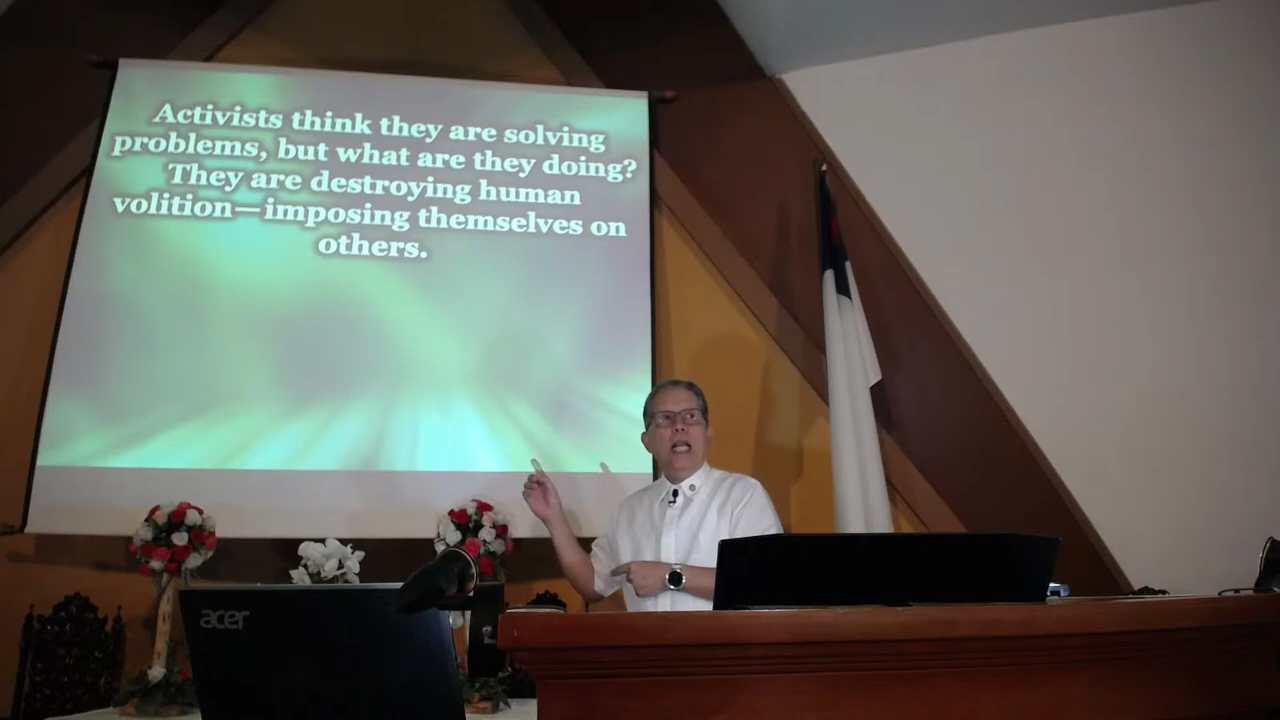 Activists think they are solving
problems, but what are they doing?
They are destroying human
volition—imposing themselves on
others.
acer